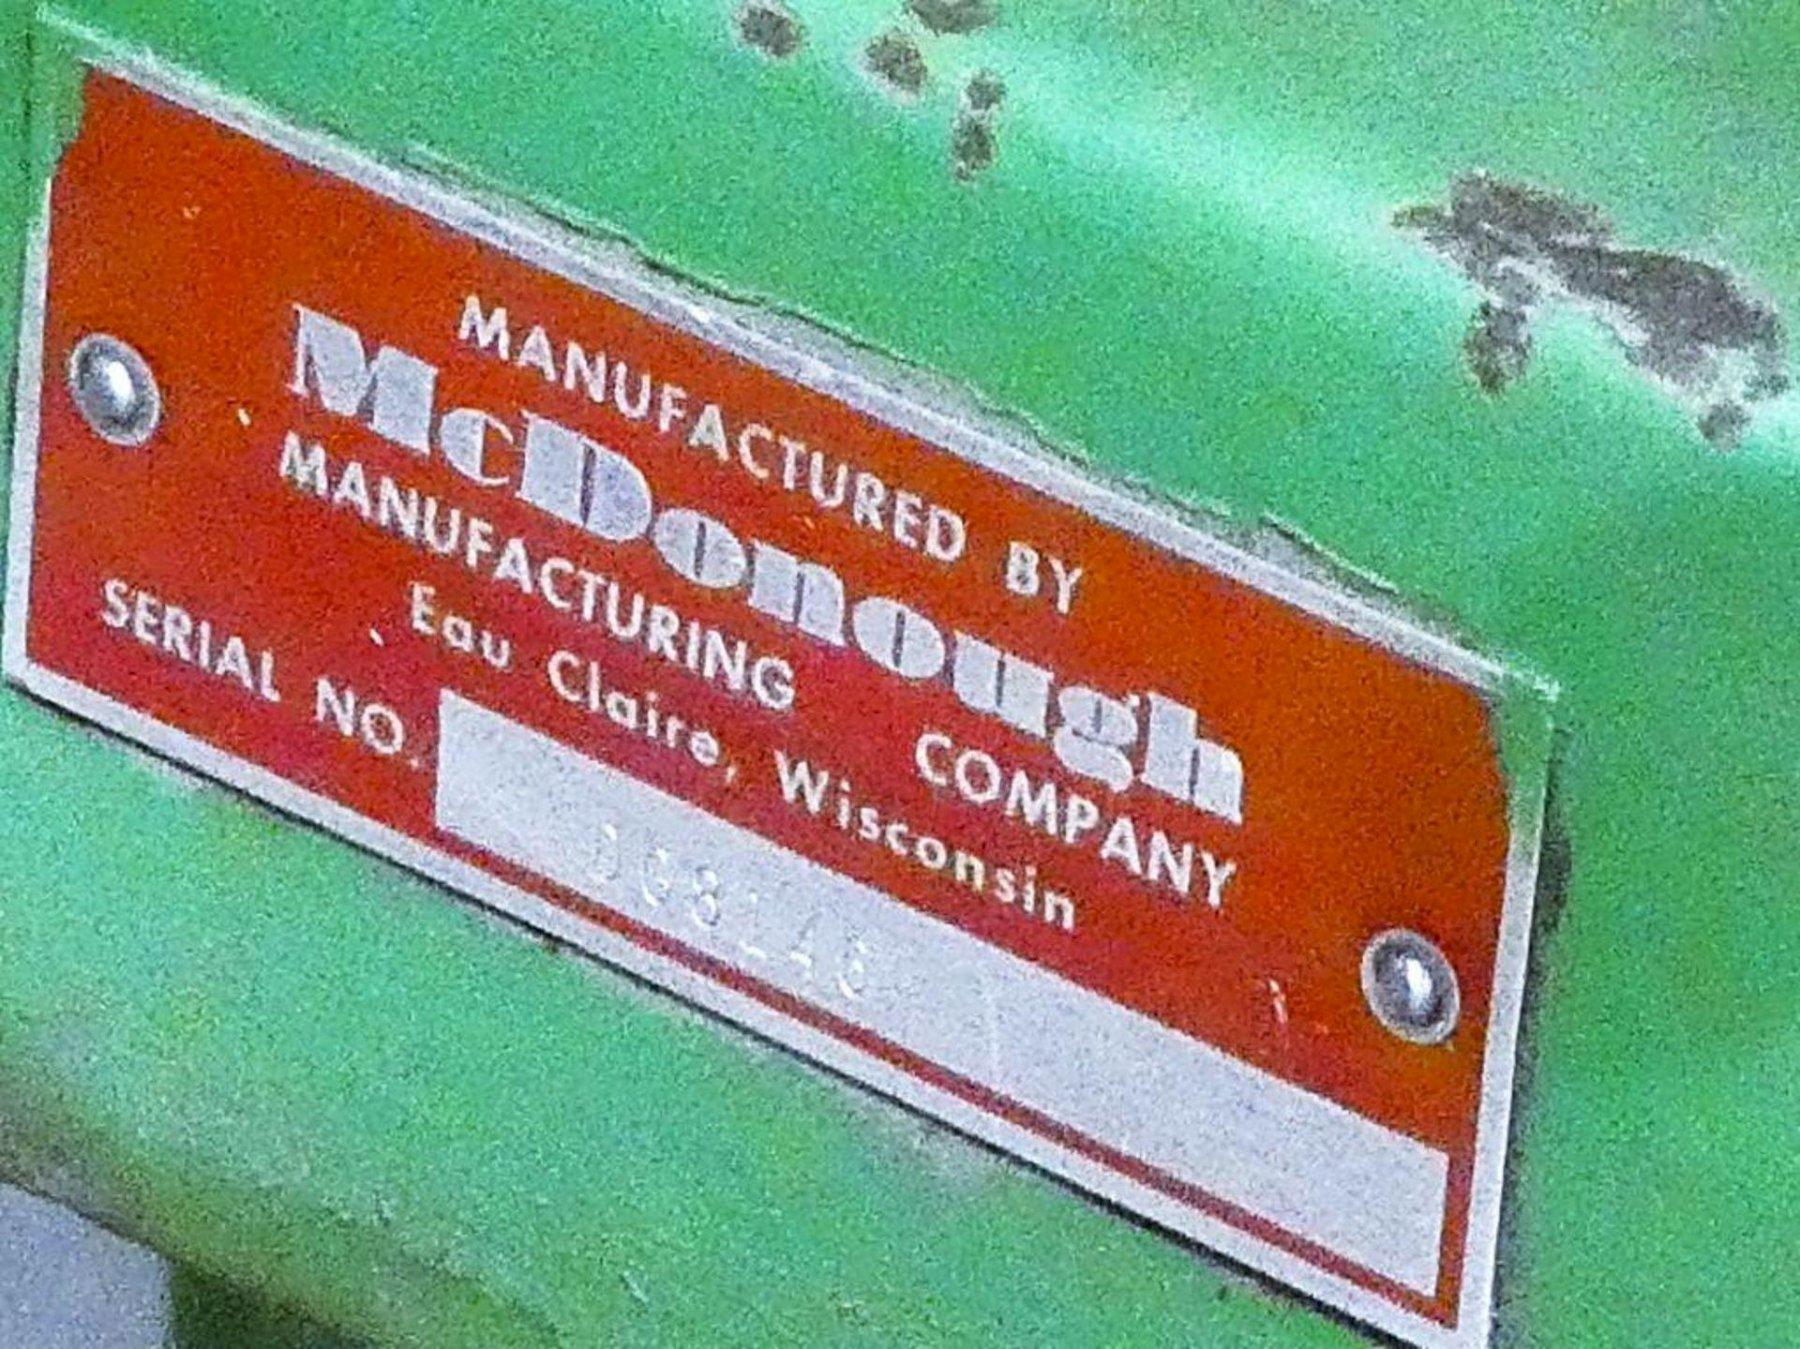 MANUFACTURED BY
McDonough
MANUFACTURING COMPANY
Eau Claire, Wisconsin
SERIAL NO.